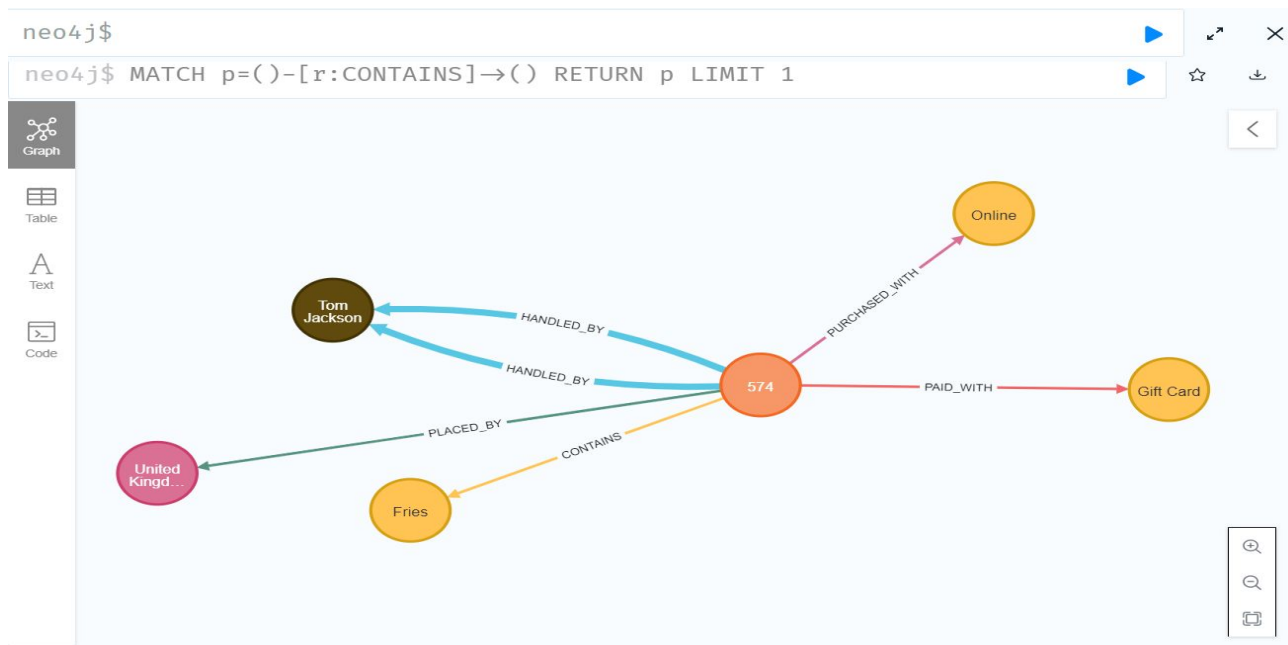 neo4j$
neo4j$ MATCH p=()-[r:CONTAINS]→() RETURN p LIMIT 1
Graph
Table
Text
Code
Online
Tom
Jackson
HANDLED_BY
HANDLED_BY
PURCHASED_WITH
574
PAID_WITH
Gift Card
PLACED_BY
CONTAINS
United
Kingd...
Fries